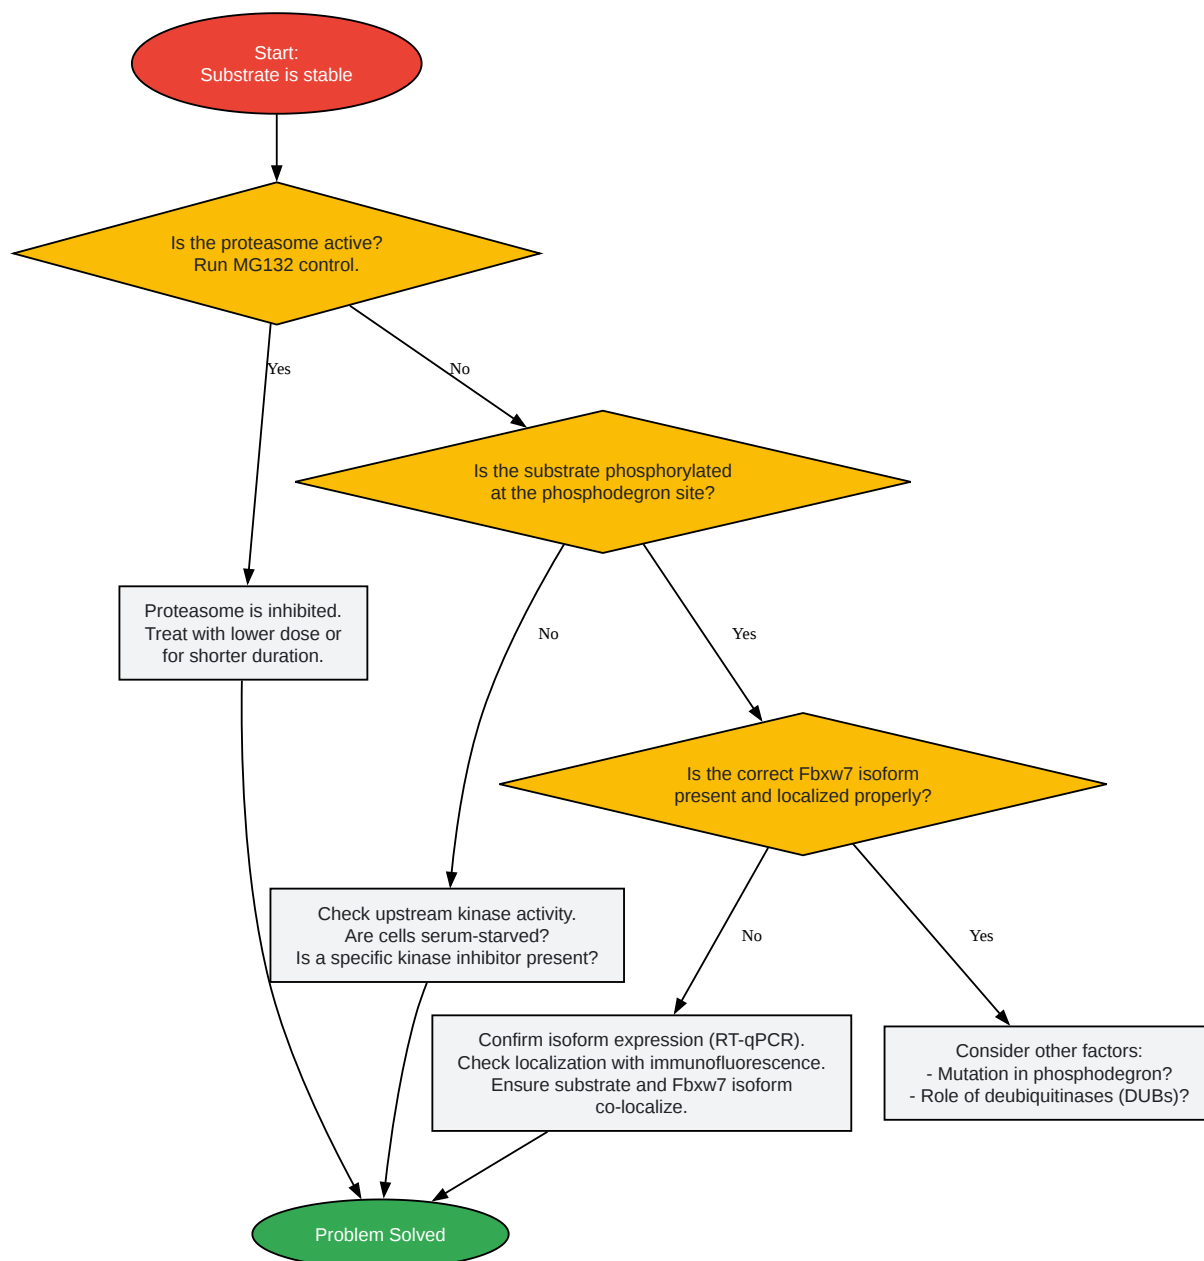 Start:
Substrate is stable
Is the proteasome active?
Run MG132 control.
Yes
No
Is the substrate phosphorylated
at the phosphodegron site?
Proteasome is inhibited.
Treat with lower dose or
for shorter duration.
No
Yes
Is the correct Fbxw7 isoform
present and localized properly?
Check upstream kinase activity.
Are cells serum-starved?
Is a specific kinase inhibitor present?
No
Yes
Confirm isoform expression (RT-qPCR).
Check localization with immunofluorescence.
Ensure substrate and Fbxw7 isoform
co-localize.
Consider other factors:
- Mutation in phosphodegron?
- Role of deubiquitinases (DUBs)?
Problem Solved